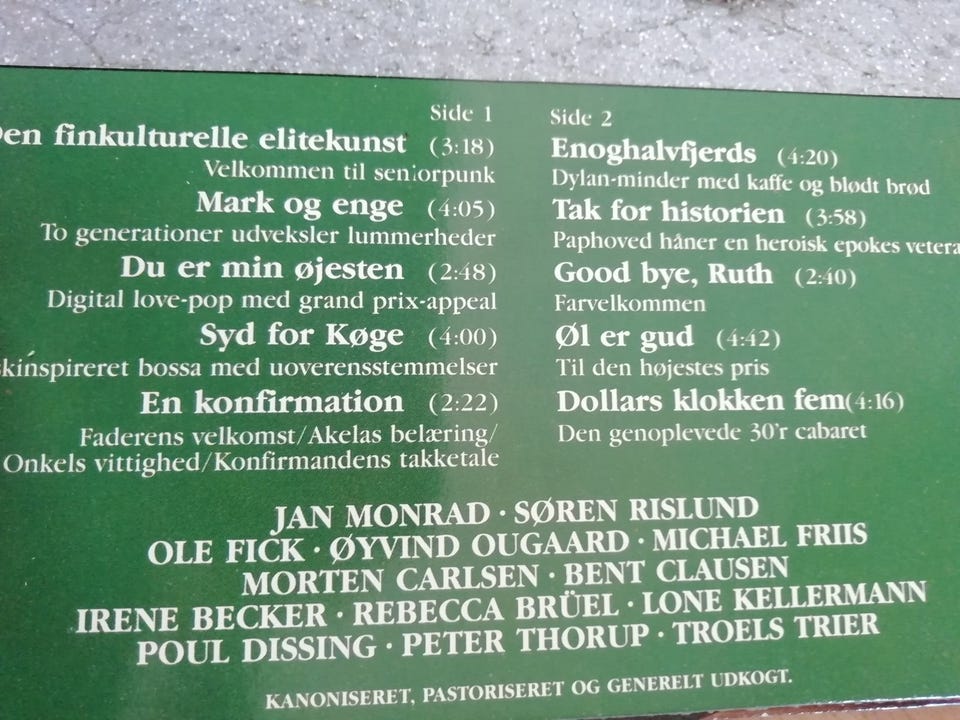 Side 1
en finkulturelle elitekunst (3:18)
Velkommen til seniorpunk
Mark og enge (4:05)
To generationer udveksler lummerheder
Du er min øjesten (2:48)
Digital love-pop med grand prix-appeal
Syd for Køge (4:00)
skinspireret bossa med uoverensstemmelser
En konfirmation (2:22)
Faderens velkomst/Akelas belæring/
Onkels vittighed/Konfirmandens takketale
Side 2
Enoghalvfjerds (4:20)
Dylan-minder med kaffe og blødt brød
Tak for historien (3:58)
Paphoved håner en heroisk epokes vetera
Good bye, Ruth (2:40)
Farvelkommen
Øl er gud (4:42)
Til den højestes pris
Dollars klokken fem(4:16)
Den genoplevede 30'r cabaret
JAN MONRAD · SØREN RISLUND
OLE FICK · ØYVIND OUGAARD · MICHAEL FRIIS
MORTEN CARLSEN · BENT CLAUSEN
IRENE BECKER · REBECCA BRÜEL · LONE KELLERMANN
POUL DISSING · PETER THORUP · TROELS TRIER
KANONISERET, PASTORISERET OG GENERELT UDKOGT.